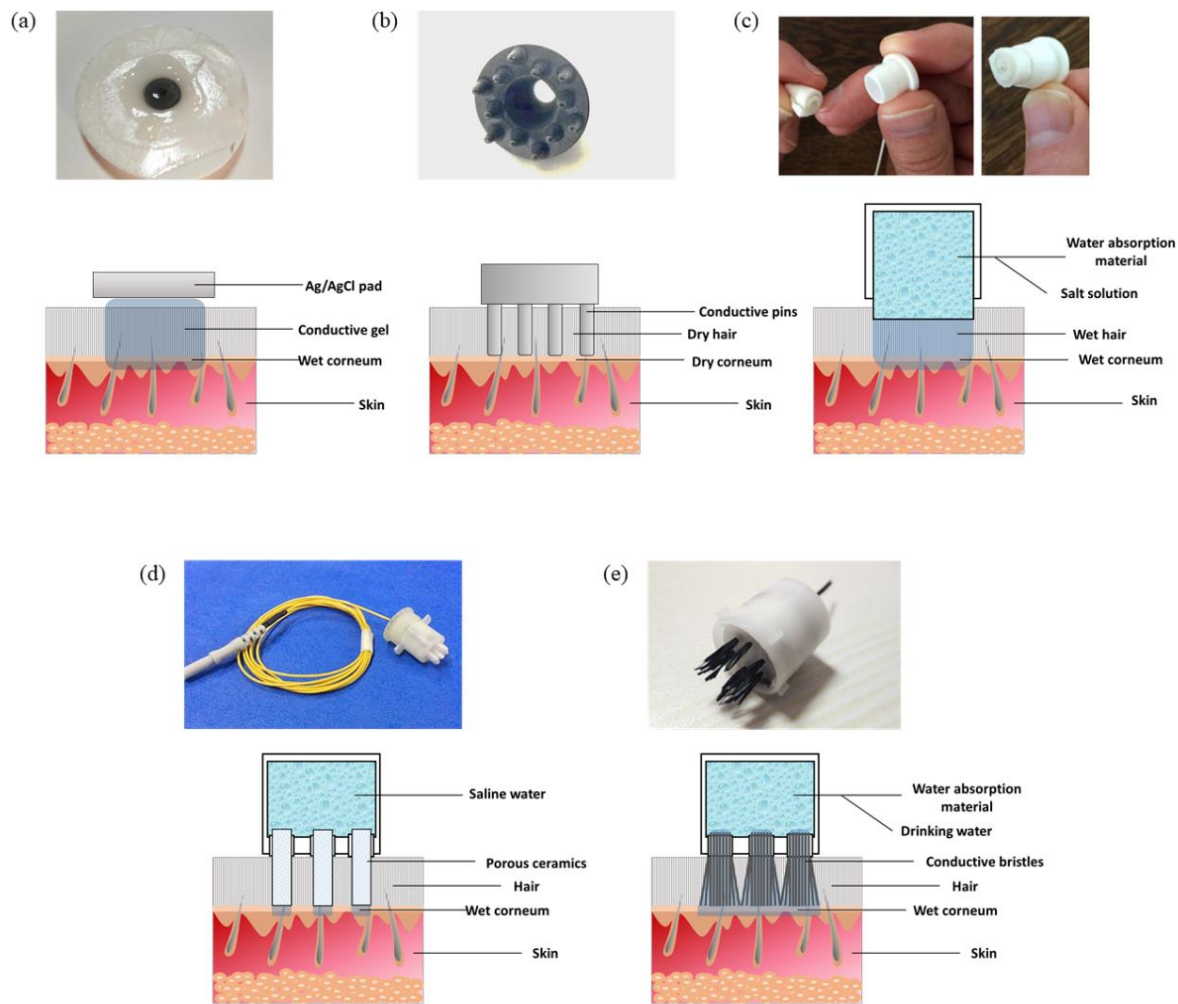 (a)
(b)
(c)
Ag/AgCl pad
Conductive gel
Wet corneum
Skin
Conductive pins
Dry hair
Dry corneum
Skin
Water absorption
material
Salt solution
Wet hair
Wet corneum
Skin
(d)
(e)
Saline water
Porous ceramics
Hair
Wet corneum
Skin
Water absorption
material
Drinking water
Conductive bristles
Hair
Wet corneum
Skin